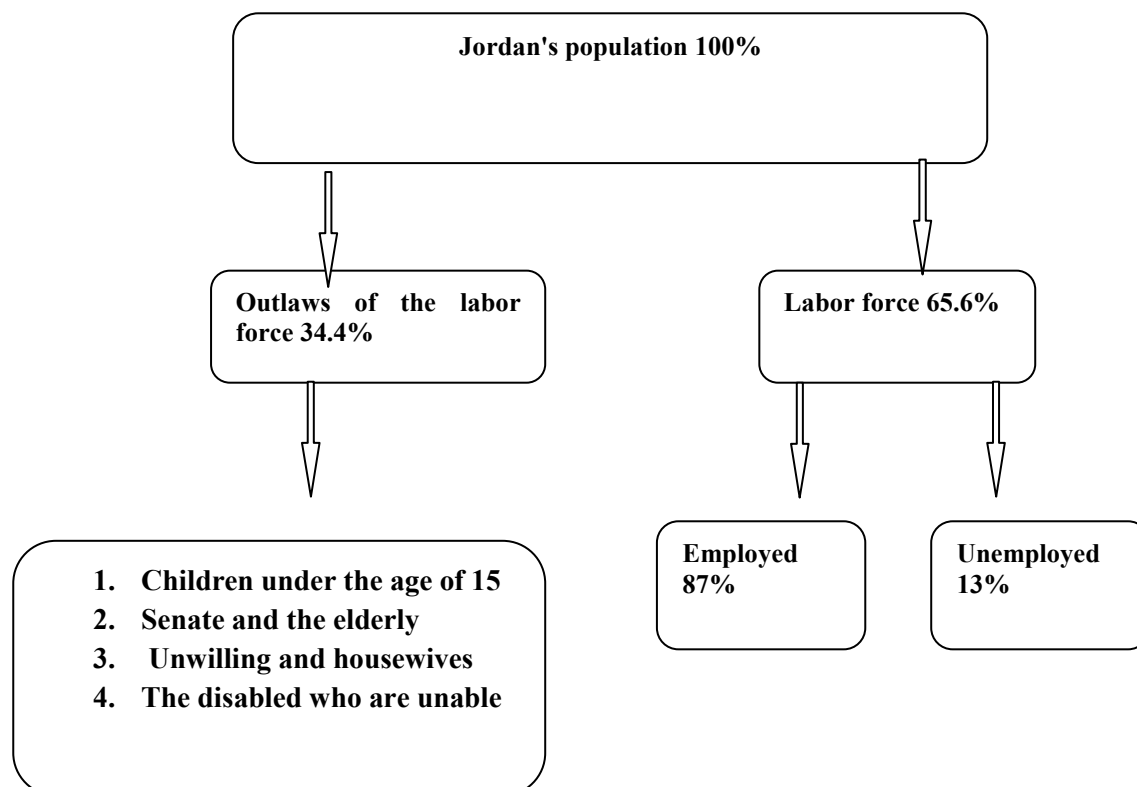 Jordan's population 100%
Outlaws of the labor
force 34.4%
Labor force 65.6%
Employed
87%
Unemployed
13%
1. Children under the age of 15
2. Senate and the elderly
3. Unwilling and housewives
4. The disabled who are unable